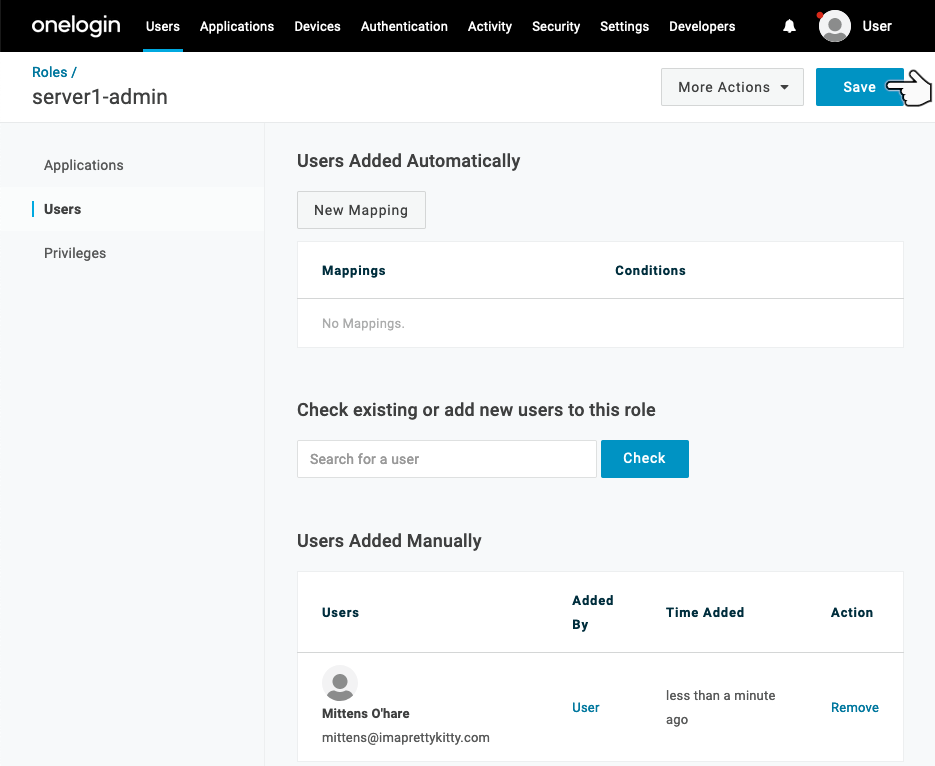 onelogin Users Applications Devices Authentication Activity Security Settings Developers User
Roles /
server1-admin
More Actions
Save
Applications
Users
Privileges
Users Added Automatically
New Mapping
Mappings Conditions
No Mappings.
Check existing or add new users to this role
Search for a user
Check
Users Added Manually
Users Added By Time Added Action
Mittens O'hare
mittens@imaprettykitty.com
User
less than a minute
ago
Remove